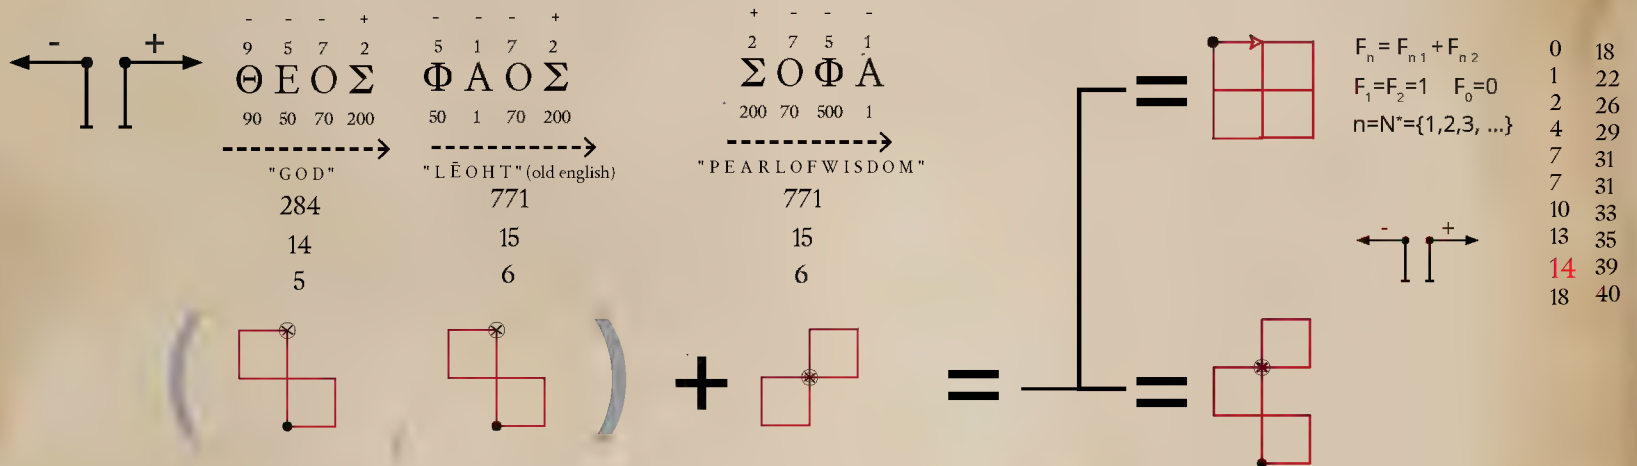 - +
- - - +
9 5 7 2
Θ Ε Ο Σ
90 50 70 200
"GOD"
284
14
5
- - - +
5 1 7 2
Φ Α Ο Σ
50 1 70 200
"LĒOHT" (old english)
771
15
6
+ - - -
2 7 5 1
Σ Ο Φ Α
200 70 500 1
"PEARLOFWISDOM"
771
15
6
( ) + = = =
Fn = Fn 1 + Fn 2
F1=F2=1 F0=0
n=N*={1,2,3, ...}
- +
0 18
1 22
2 26
4 29
7 31
7 31
10 33
13 35
14 39
18 40